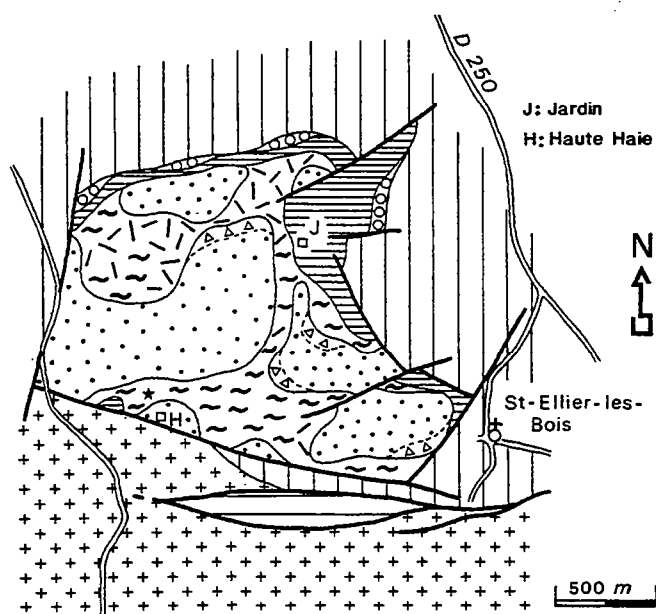 D 250
J: Jardin
H: Haute Haie
J
N
St-Ellier-les-
Bois
H
500 m